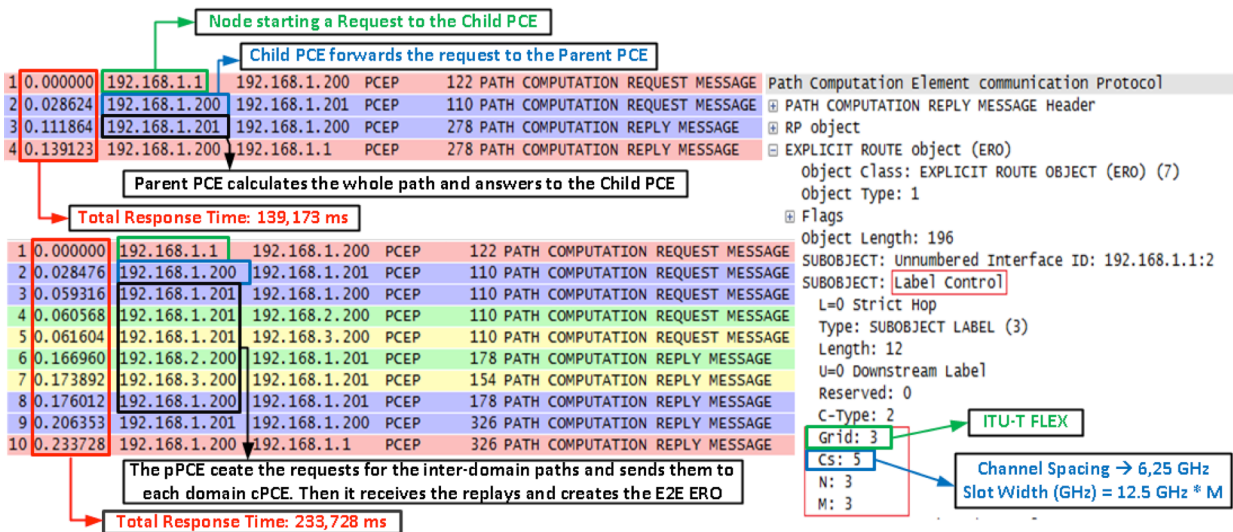 Node starting a Request to the Child PCE
Child PCE forwards the request to the Parent PCE
1 0.000000 192.168.1.1 192.168.1.200 PCEP 122 PATH COMPUTATION REQUEST MESSAGE
2 0.028624 192.168.1.200 192.168.1.201 PCEP 110 PATH COMPUTATION REQUEST MESSAGE
3 0.111864 192.168.1.201 192.168.1.200 PCEP 278 PATH COMPUTATION REPLY MESSAGE
4 0.139123 192.168.1.200 192.168.1.1 PCEP 278 PATH COMPUTATION REPLY MESSAGE
Parent PCE calculates the whole path and answers to the Child PCE
Total Response Time: 139,173 ms
1 0.000000 192.168.1.1 192.168.1.200 PCEP 122 PATH COMPUTATION REQUEST MESSAGE
2 0.028476 192.168.1.200 192.168.1.201 PCEP 110 PATH COMPUTATION REQUEST MESSAGE
3 0.059316 192.168.1.201 192.168.1.200 PCEP 110 PATH COMPUTATION REQUEST MESSAGE
4 0.060568 192.168.1.201 192.168.2.200 PCEP 110 PATH COMPUTATION REQUEST MESSAGE
5 0.061604 192.168.1.201 192.168.3.200 PCEP 110 PATH COMPUTATION REQUEST MESSAGE
6 0.166960 192.168.2.200 192.168.1.201 PCEP 178 PATH COMPUTATION REPLY MESSAGE
7 0.173892 192.168.3.200 192.168.1.201 PCEP 154 PATH COMPUTATION REPLY MESSAGE
8 0.176012 192.168.1.200 192.168.1.201 PCEP 178 PATH COMPUTATION REPLY MESSAGE
9 0.206353 192.168.1.201 192.168.1.200 PCEP 326 PATH COMPUTATION REPLY MESSAGE
10 0.233728 192.168.1.200 192.168.1.1 PCEP 326 PATH COMPUTATION REPLY MESSAGE
The pPCE ceate the requests for the inter-domain paths and sends them to
each domain cPCE. Then it receives the replays and creates the E2E ERO
Total Response Time: 233,728 ms
Path Computation Element communication Protocol
PATH COMPUTATION REPLY MESSAGE Header
RP object
EXPLICIT ROUTE object (ERO)
Object Class: EXPLICIT ROUTE OBJECT (ERO) (7)
Object Type: 1
Flags
Object Length: 196
SUBOBJECT: Unnumbered Interface ID: 192.168.1.1:2
SUBOBJECT: Label Control
L=0 Strict Hop
Type: SUBOBJECT LABEL (3)
Length: 12
U=0 Downstream Label
Reserved: 0
C-Type: 2
Grid: 3
Cs: 5
N: 3
M: 3
ITU-T FLEX
Channel Spacing → 6,25 GHz
Slot Width (GHz) = 12.5 GHz * M